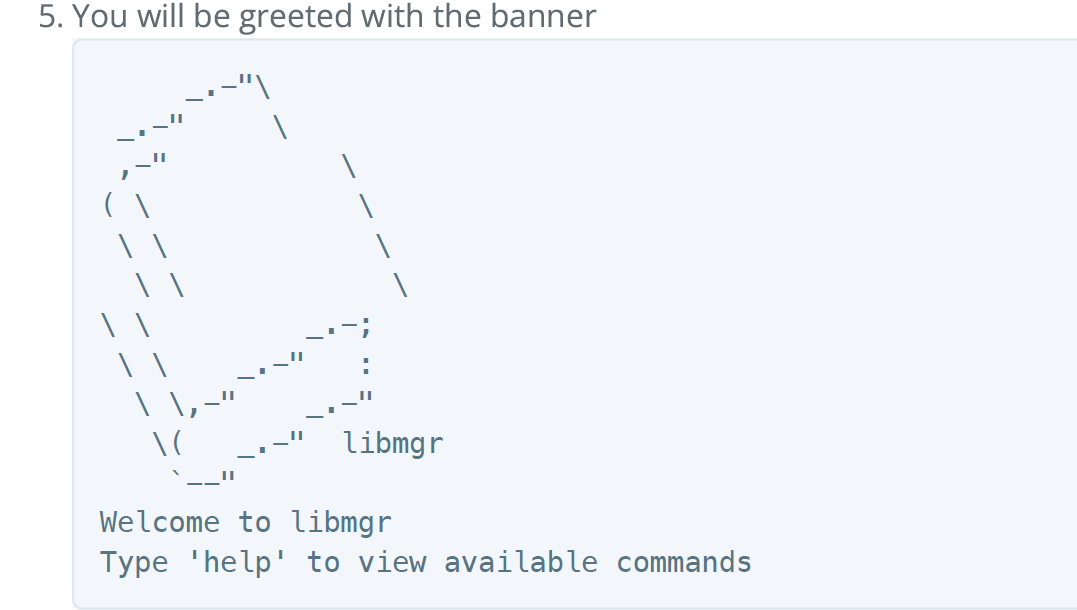 5. You will be greeted with the banner
     _.-"\
 _.-"     \
 ,-"          \
( \            \
 \ \            \
  \ \            \
\ \         _.-;
 \ \    _.-"   :
  \ \,-"    _.-"
   \(   _.-"  libmgr
    `--"
Welcome to libmgr
Type 'help' to view available commands